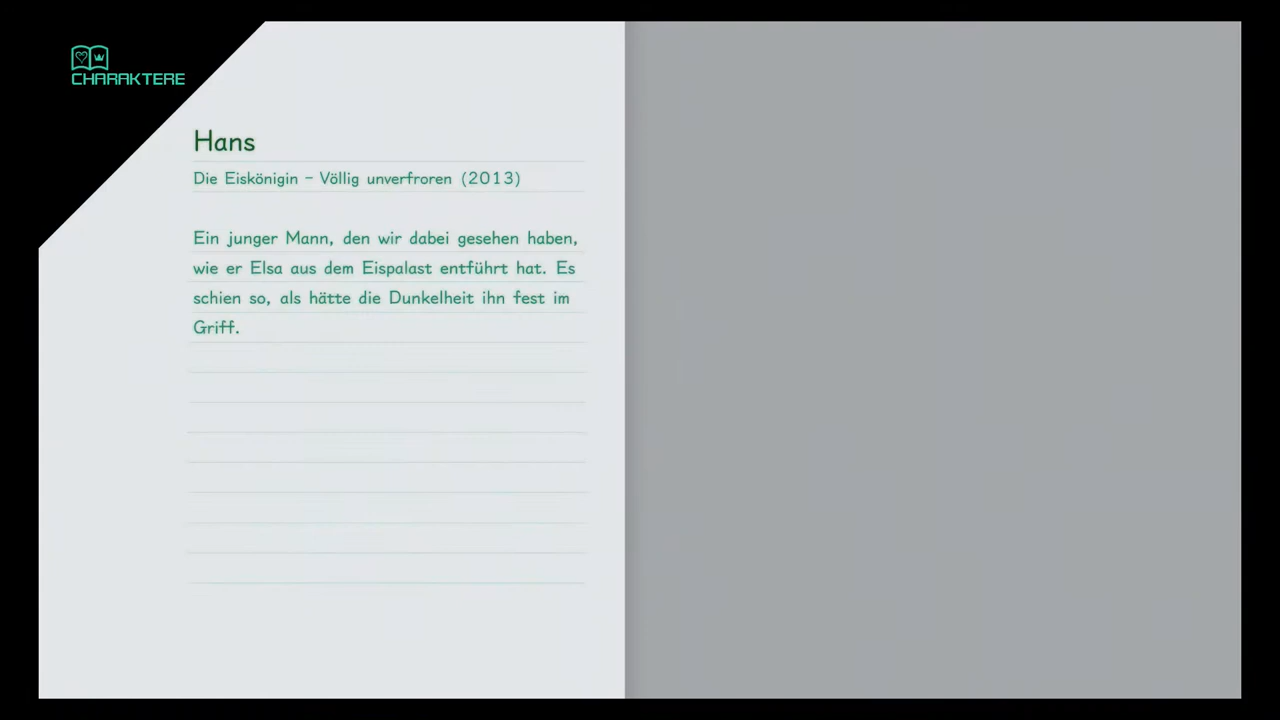 CHARAKTERE
Hans
Die Eiskönigin – Völlig unverfroren (2013)
Ein junger Mann, den wir dabei gesehen haben,
wie er Elsa aus dem Eispalast entführt hat. Es
schien so, als hätte die Dunkelheit ihn fest im
Griff.